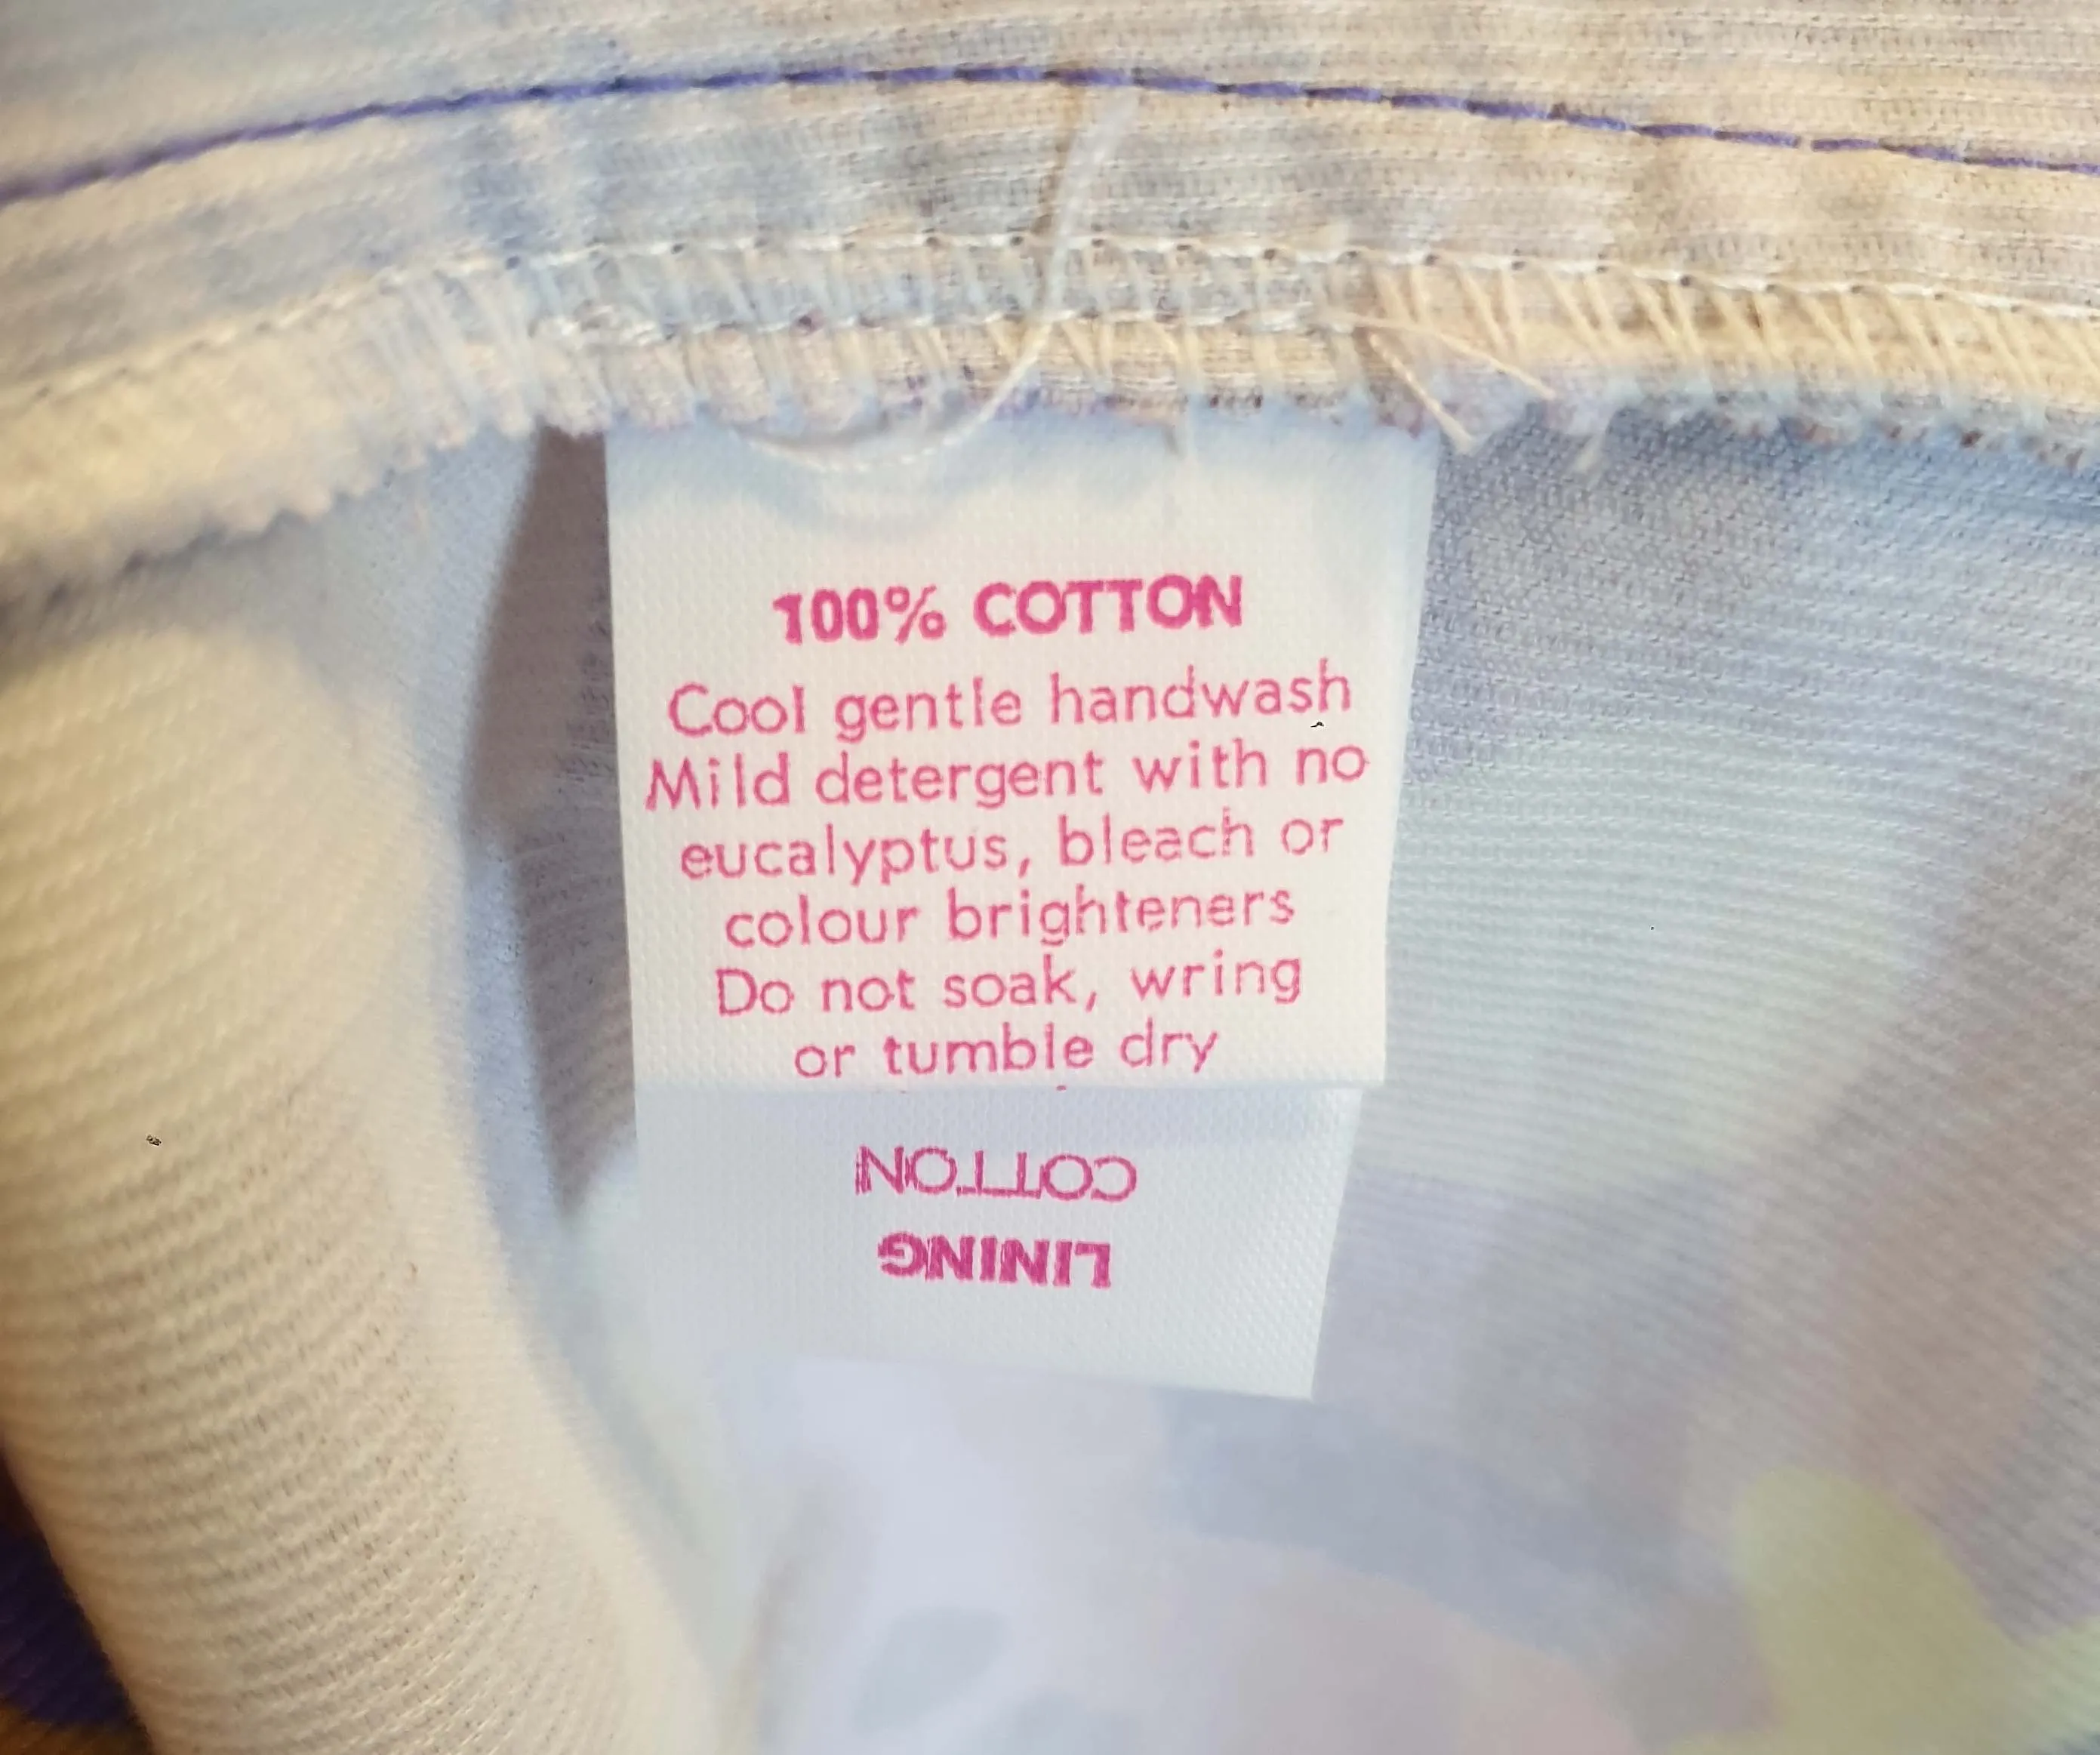 100% COTTON
Cool gentle handwash
Mild detergent with no
eucalyptus, bleach or
colour brighteners
Do not soak, wring
or tumble dry
LINING
COTTON